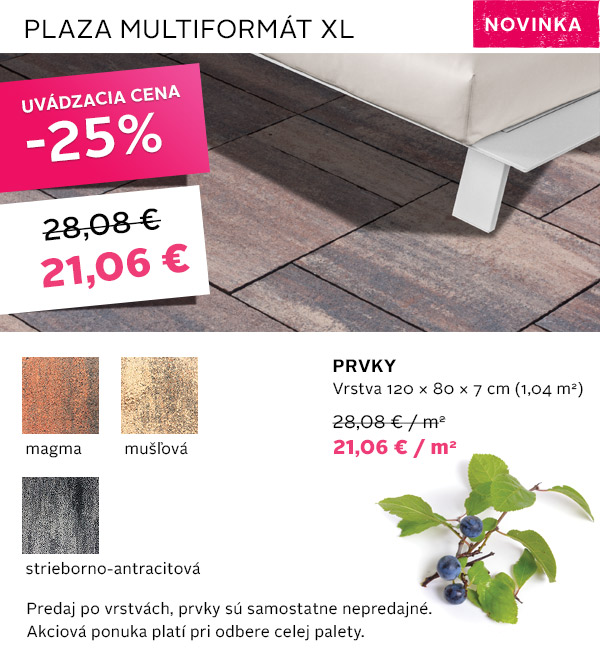 PLAZA MULTIFORMÁT XL
NOVINKA
UVÁDZACIA CENA
-25%
28,08 €
21,06 €
PRVKY
Vrstva 120 × 80 × 7 cm (1,04 m²)
28,08 € / m²
21,06 € / m²
magma
mušľová
strieborno-antracitová
Predaj po vrstvách, prvky sú samostatne nepredajné.
Akciová ponuka platí pri odbere celej palety.